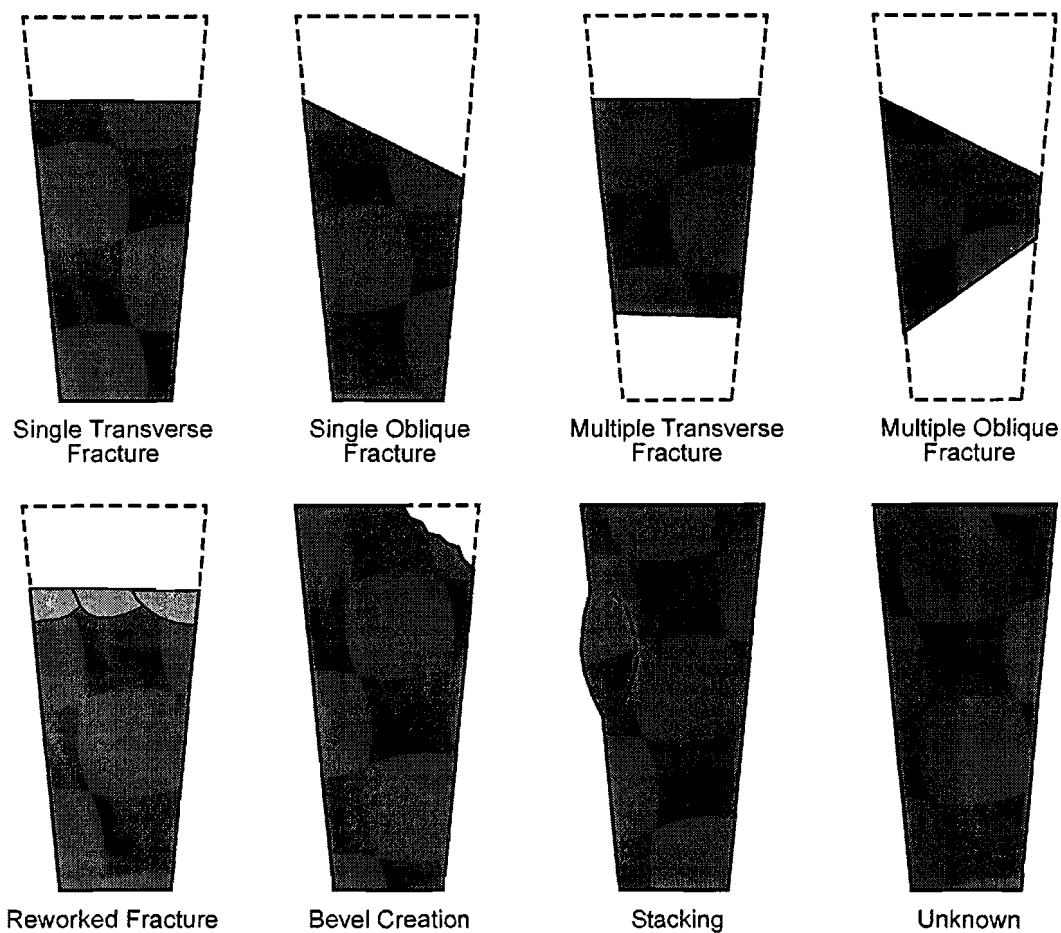 Single Transverse
Fracture
Single Oblique
Fracture
Multiple Transverse
Fracture
Multiple Oblique
Fracture
Reworked Fracture
Bevel Creation
Stacking
Unknown